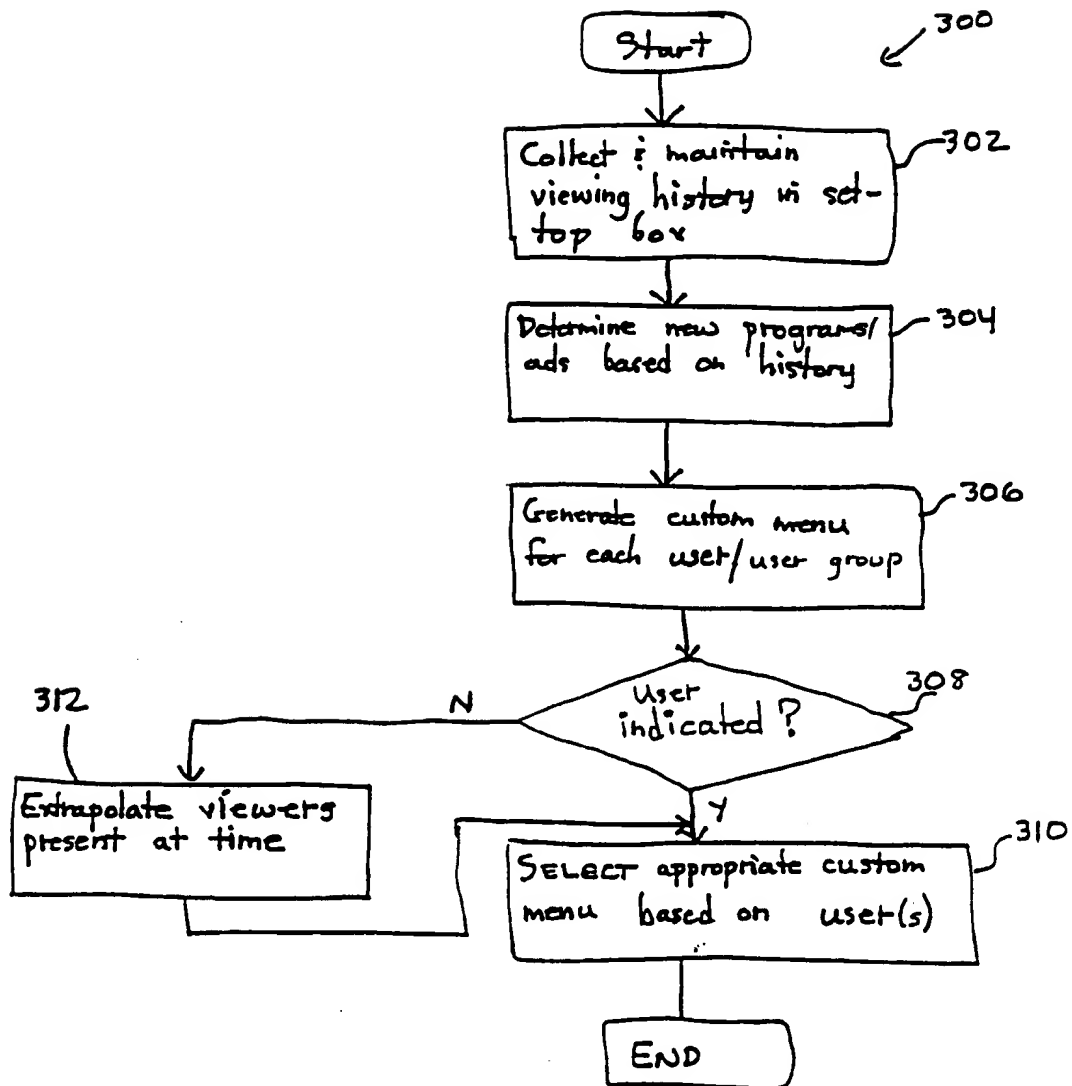 Start
300
Collect & maintain
viewing history in set-
top box
302
Determine new programs/
ads based on history
304
Generate custom menu
for each user/user group
306
User
indicated?
308
N
Y
312
Extrapolate viewers
present at time
SELECT appropriate custom
menu based on user(s)
310
END